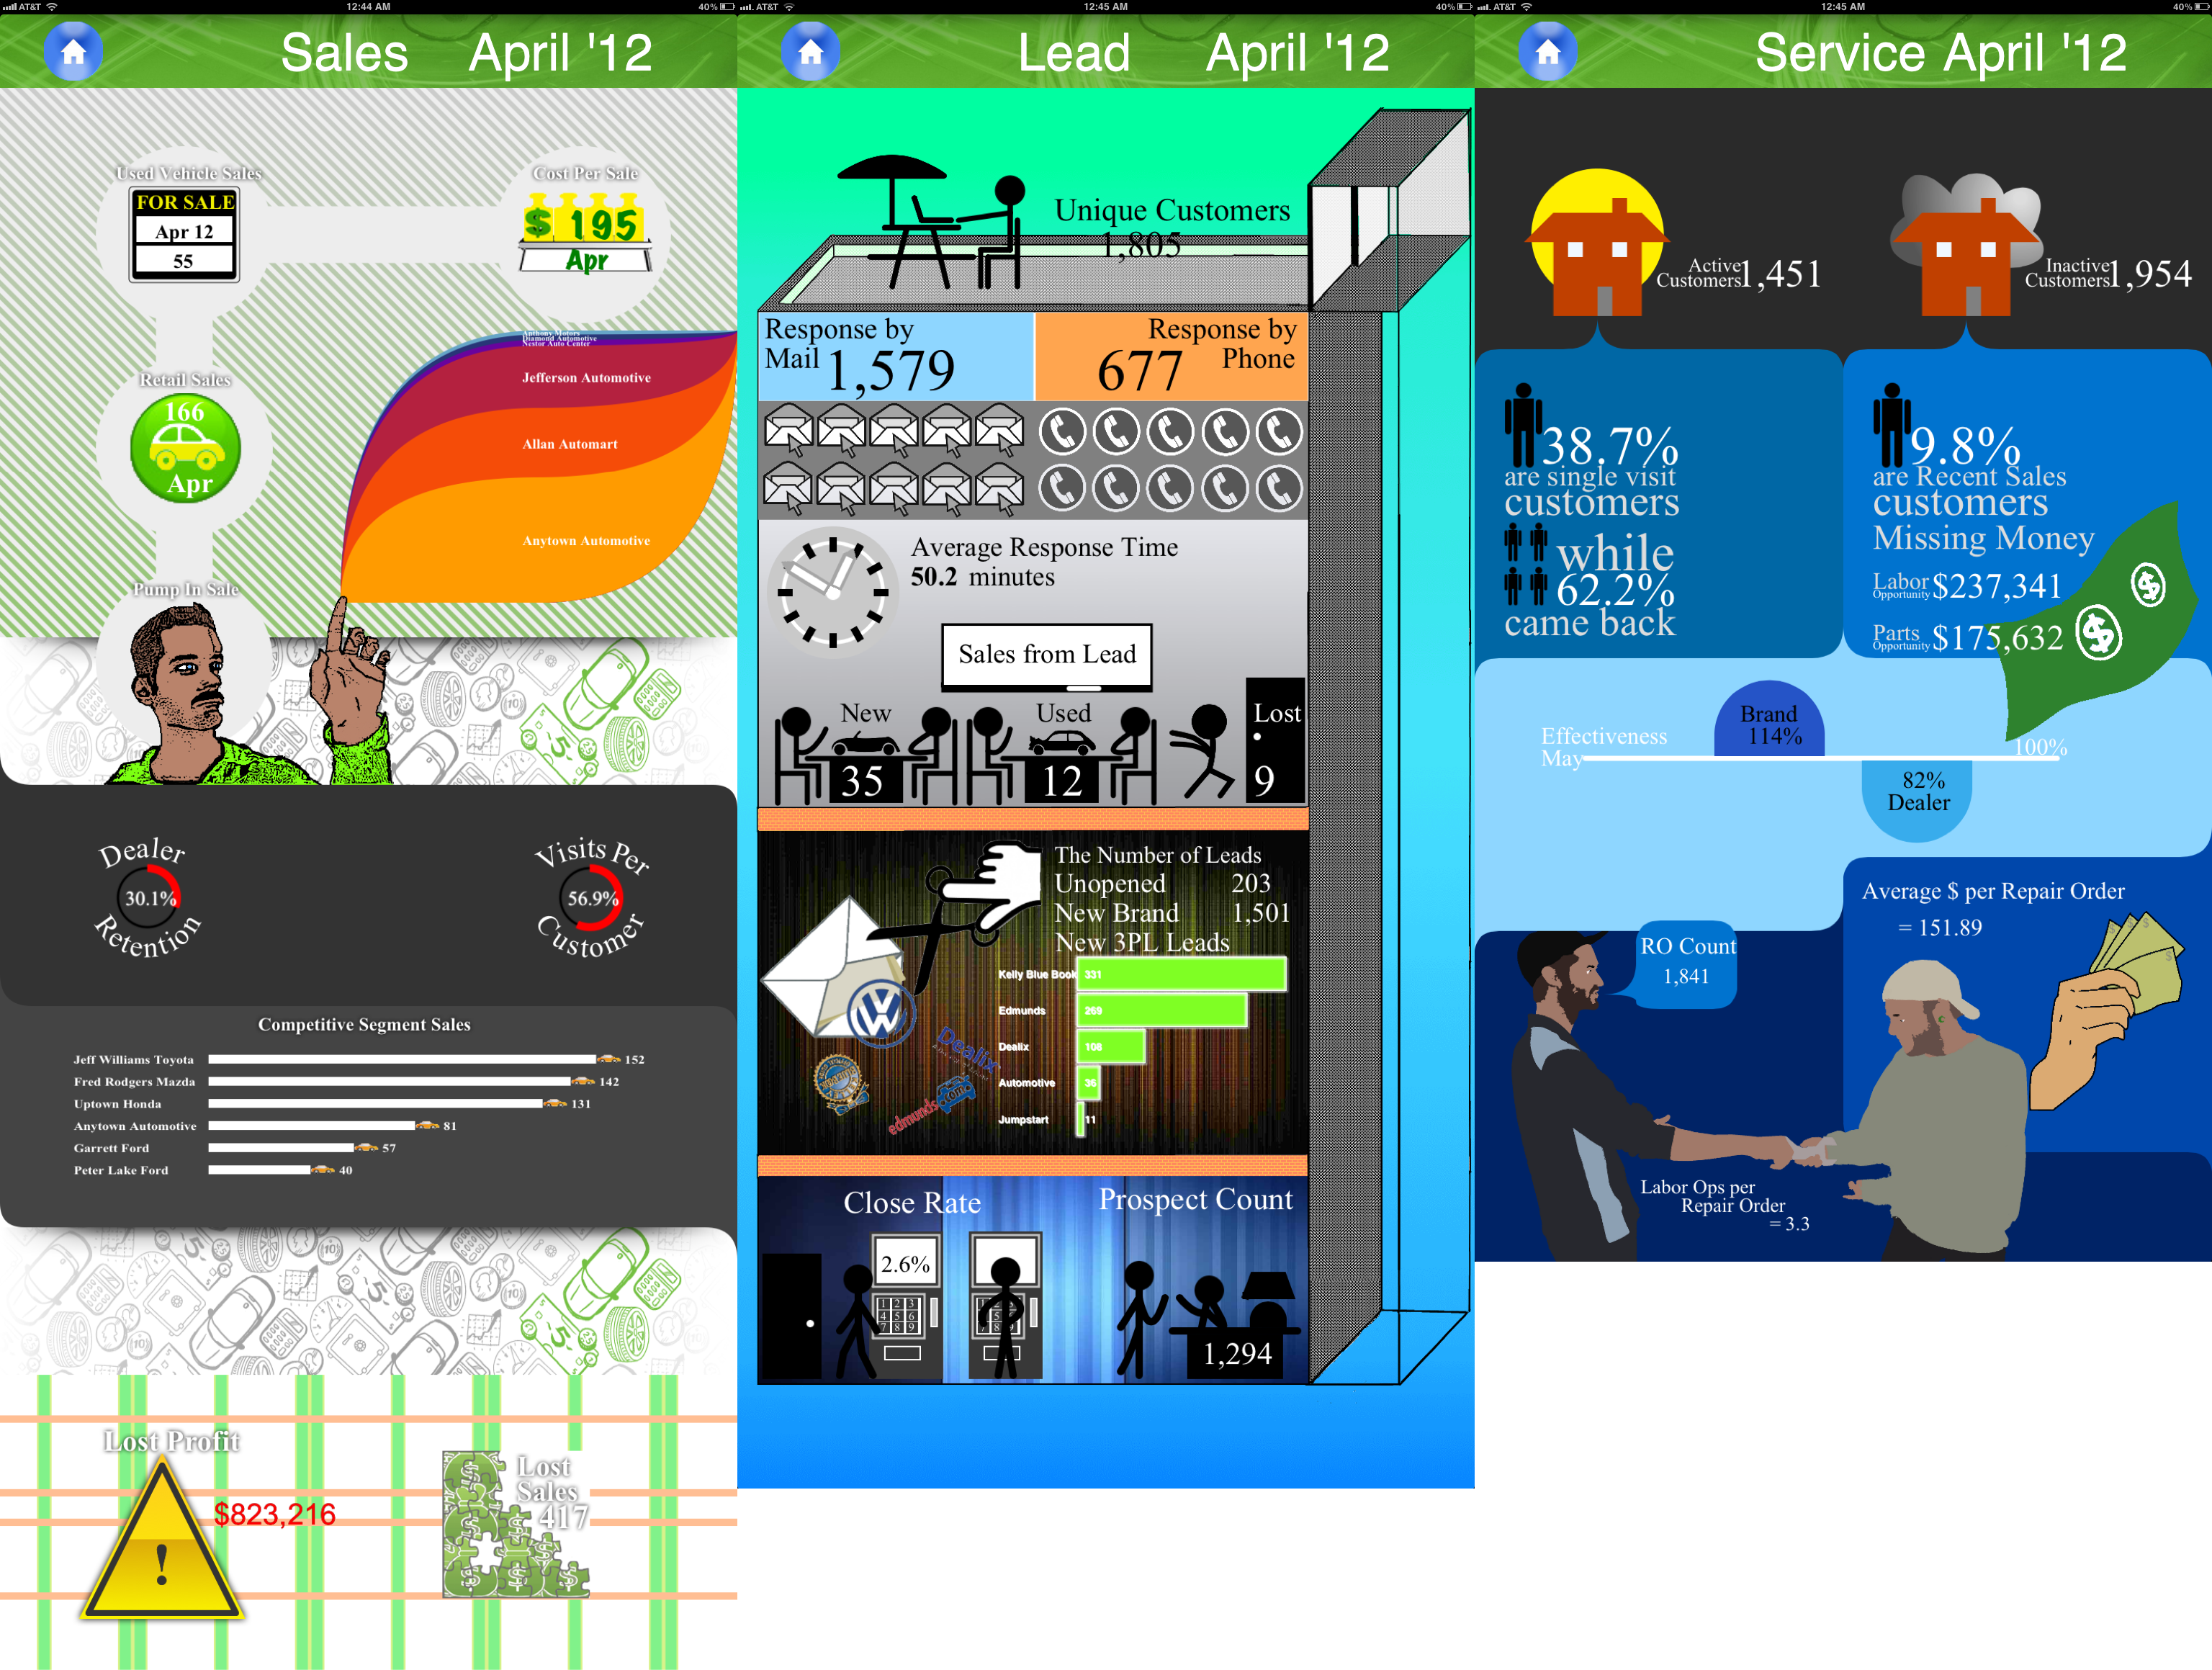 AT&T 12:44 AM 40%
Sales April '12
Used Vehicle Sales
FOR SALE
Apr 12
55
Cost Per Sale
$ 195
Apr
Retail Sales
166
Apr
Anthony Motors
Diamond Automotive
Nestor Auto Center
Jefferson Automotive
Allan Automart
Anytown Automotive
Pump In Sale
Dealer
30.1%
Retention
Visits Per
56.9%
Customer
Competitive Segment Sales
Jeff Williams Toyota 152
Fred Rodgers Mazda 142
Uptown Honda 131
Anytown Automotive 81
Garrett Ford 57
Peter Lake Ford 40
Lost Profit
!
$823,216
Lost
Sales
417
AT&T 12:45 AM 40%
Lead April '12
Unique Customers
1,805
Response by
Mail 1,579
Response by
677 Phone
Average Response Time
50.2 minutes
Sales from Lead
New
35
Used
12
Lost
9
The Number of Leads
Unopened 203
New Brand 1,501
New 3PL Leads
Kelly Blue Book 331
Edmunds 269
Dealix 108
Automotive 36
Jumpstart 11
Dealix
edmunds.com
Close Rate
2.6%
1 2 3
4 5 6
7 8 9
Prospect Count
1,294
AT&T 12:45 AM 40%
Service April '12
Active
Customers 1,451
Inactive
Customers 1,954
38.7%
are single visit
customers
while
62.2%
came back
9.8%
are Recent Sales
customers
Missing Money
Labor
Opportunity $237,341
Parts
Opportunity $175,632
Effectiveness
May
Brand
114%
100%
82%
Dealer
Average $ per Repair Order
= 151.89
RO Count
1,841
Labor Ops per
Repair Order
= 3.3